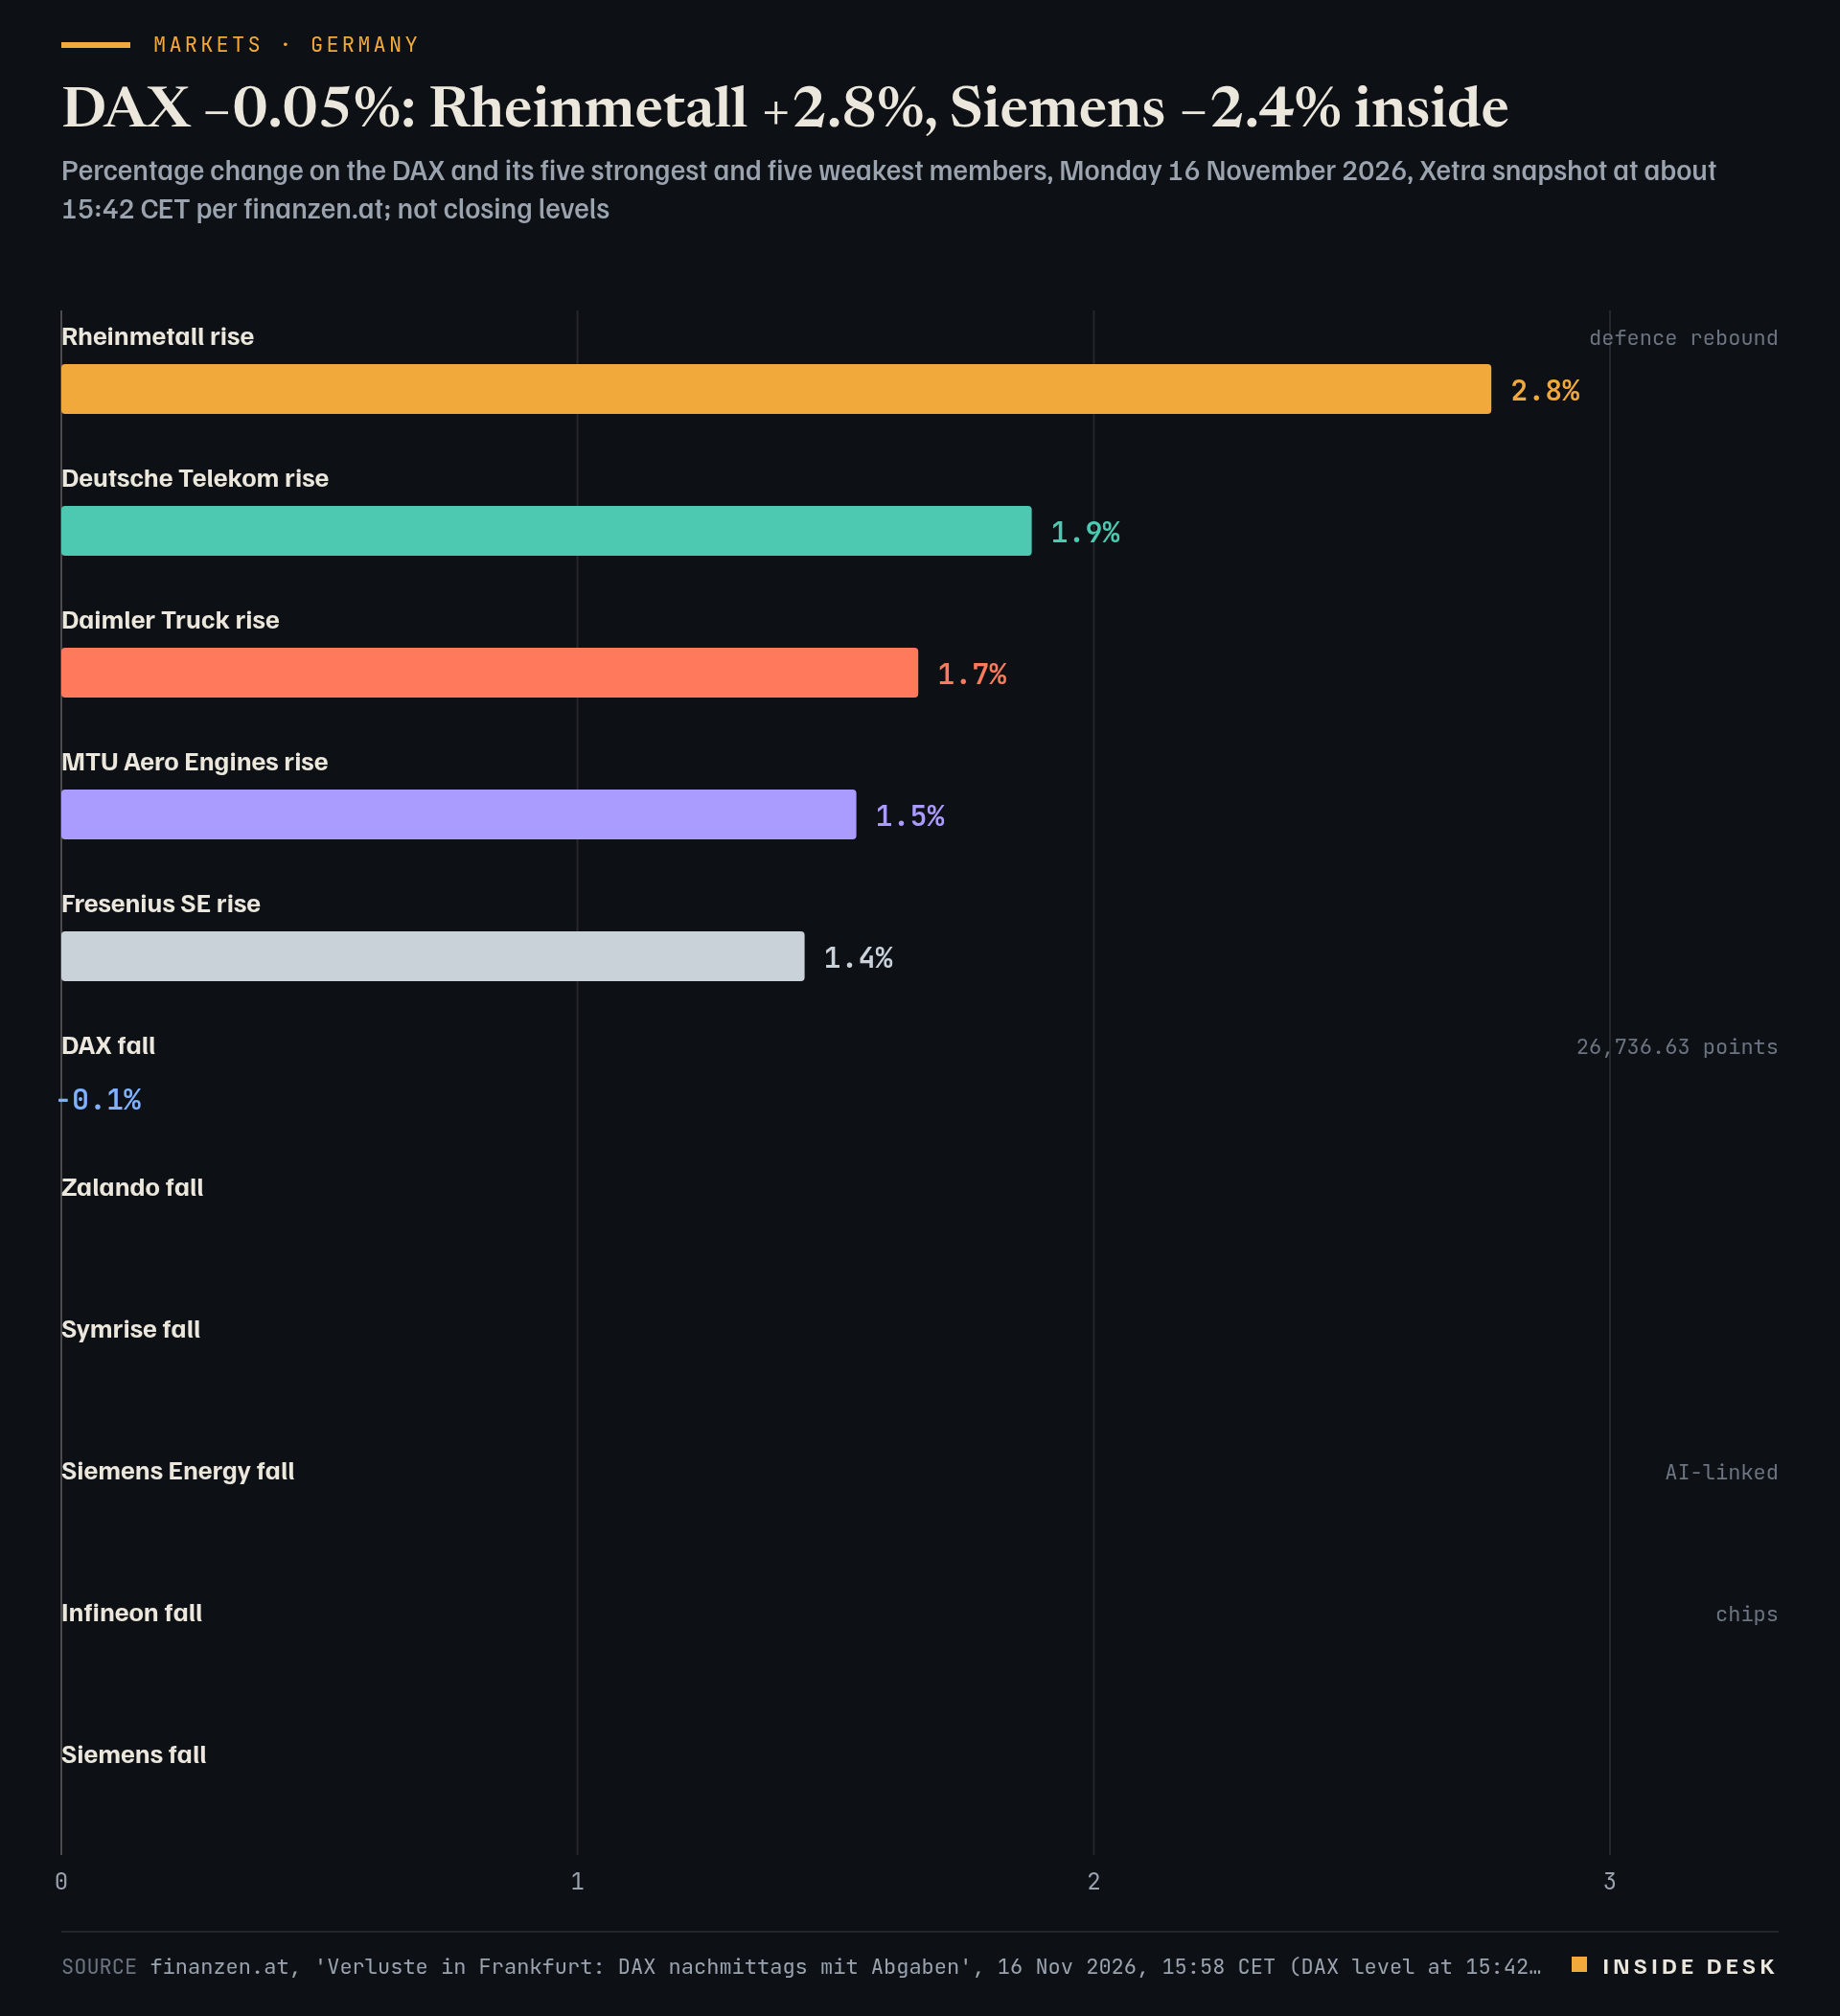 MARKETS · GERMANY
DAX −0.05%: Rheinmetall +2.8%, Siemens −2.4% inside
Percentage change on the DAX and its five strongest and five weakest members, Monday 16 November 2026, Xetra snapshot at about
15:42 CET per finanzen.at; not closing levels
Rheinmetall rise
defence rebound
2.8%
Deutsche Telekom rise
1.9%
Daimler Truck rise
1.7%
MTU Aero Engines rise
1.5%
Fresenius SE rise
1.4%
DAX fall
26,736.63 points
-0.1%
Zalando fall
Symrise fall
Siemens Energy fall
AI-linked
Infineon fall
chips
Siemens fall
0 1 2 3
SOURCE finanzen.at, 'Verluste in Frankfurt: DAX nachmittags mit Abgaben', 16 Nov 2026, 15:58 CET (DAX level at 15:42…
INSIDE DESK